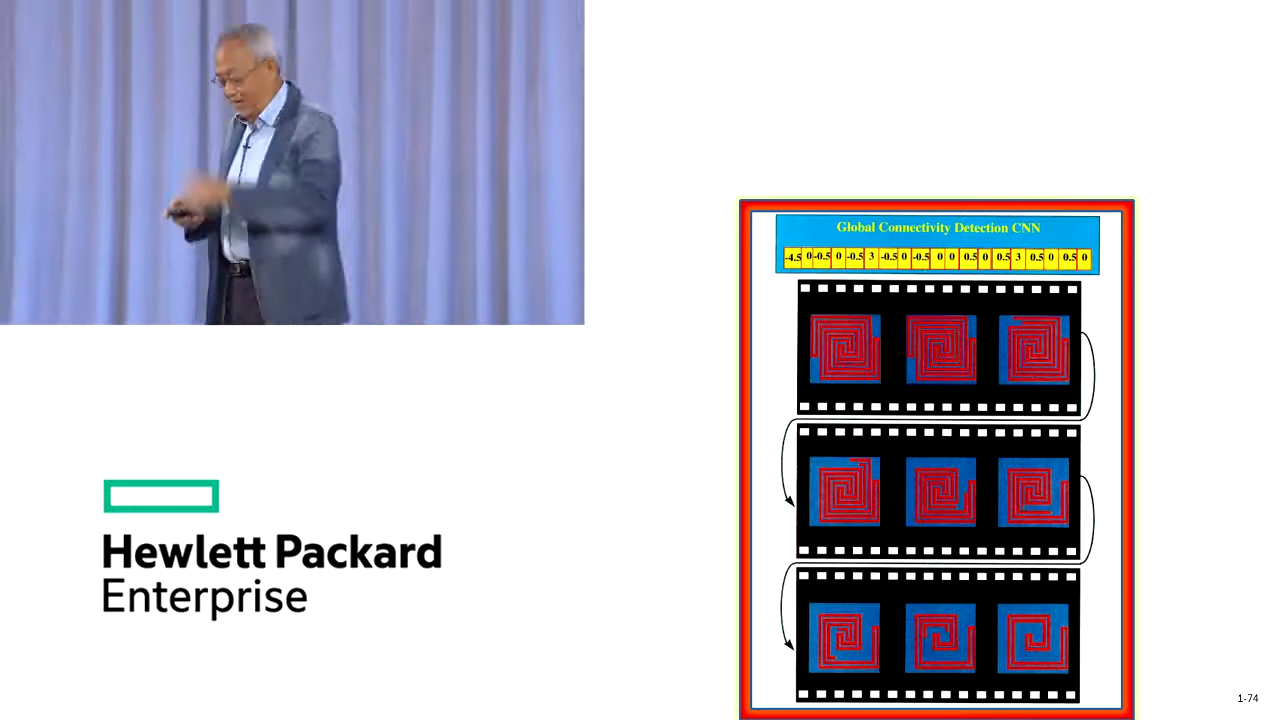 Global Connectivity Detection CNN
-4.5 0 -0.5 0 -0.5 3 -0.5 0 -0.5 0 0 0.5 0 0.5 3 0.5 0 0.5 0
Hewlett Packard
Enterprise
1-74